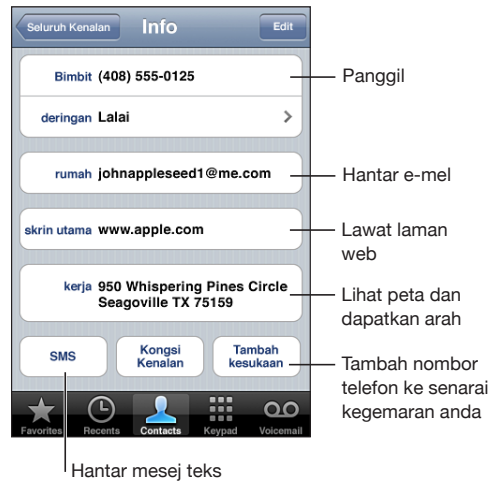 Seluruh Kenalan Info Edit
Bimbit (408) 555-0125
Panggil
deringan Lalai
rumah johnappleseed1@me.com
Hantar e-mel
skrin utama www.apple.com
Lawat laman
web
kerja 950 Whispering Pines Circle
Seagoville TX 75159
Lihat peta dan
dapatkan arah
SMS
Kongsi
Kenalan
Tambah
kesukaan
Tambah nombor
telefon ke senarai
kegemaran anda
Favorites Recents Contacts Keypad Voicemail
Hantar mesej teks